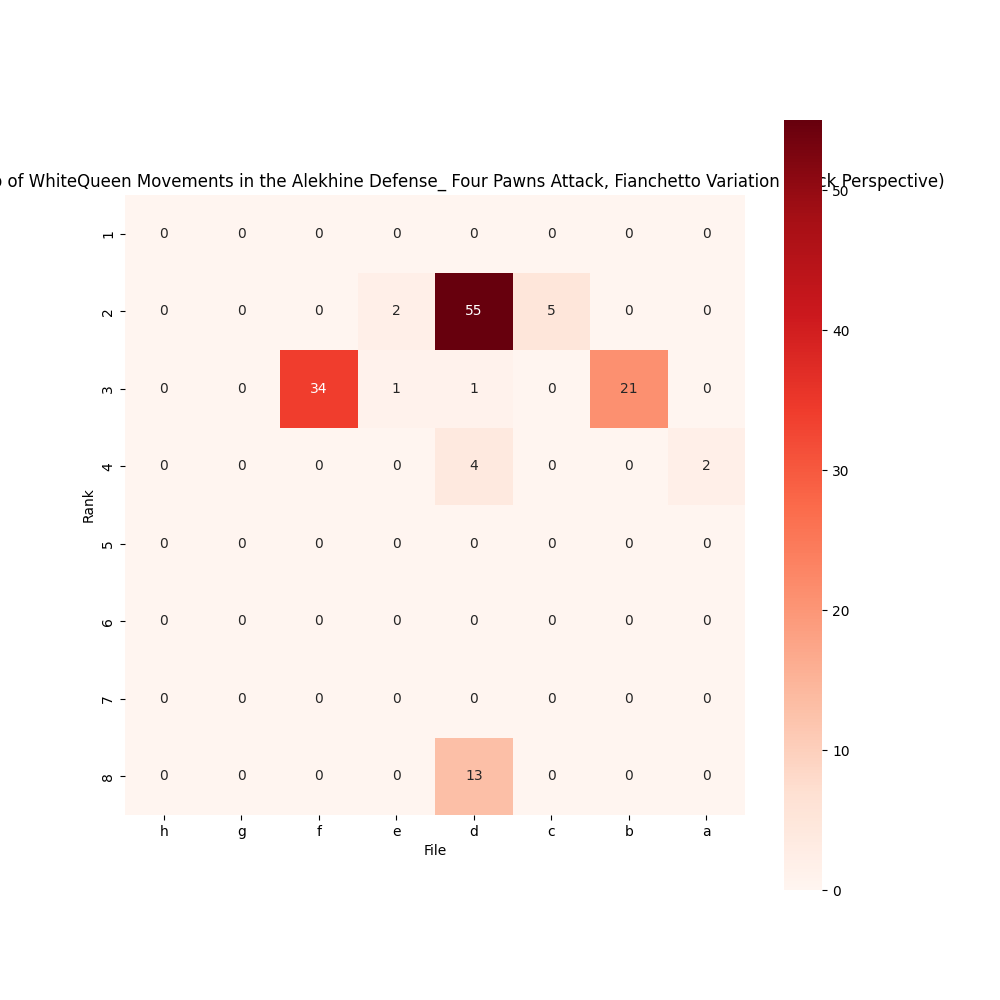 of WhiteQueen Movements in the Alekhine Defense_ Four Pawns Attack, Fianchetto Variation Perspective)
1 0 0 0 0 0 0 0 0
2 0 0 0 2 55 5 0 0
3 0 0 34 1 1 0 21 0
4 0 0 0 0 4 0 0 2
5 0 0 0 0 0 0 0 0
6 0 0 0 0 0 0 0 0
7 0 0 0 0 0 0 0 0
8 0 0 0 0 13 0 0 0
h g f e d c b a
File
Rank
50
40
30
20
10
0